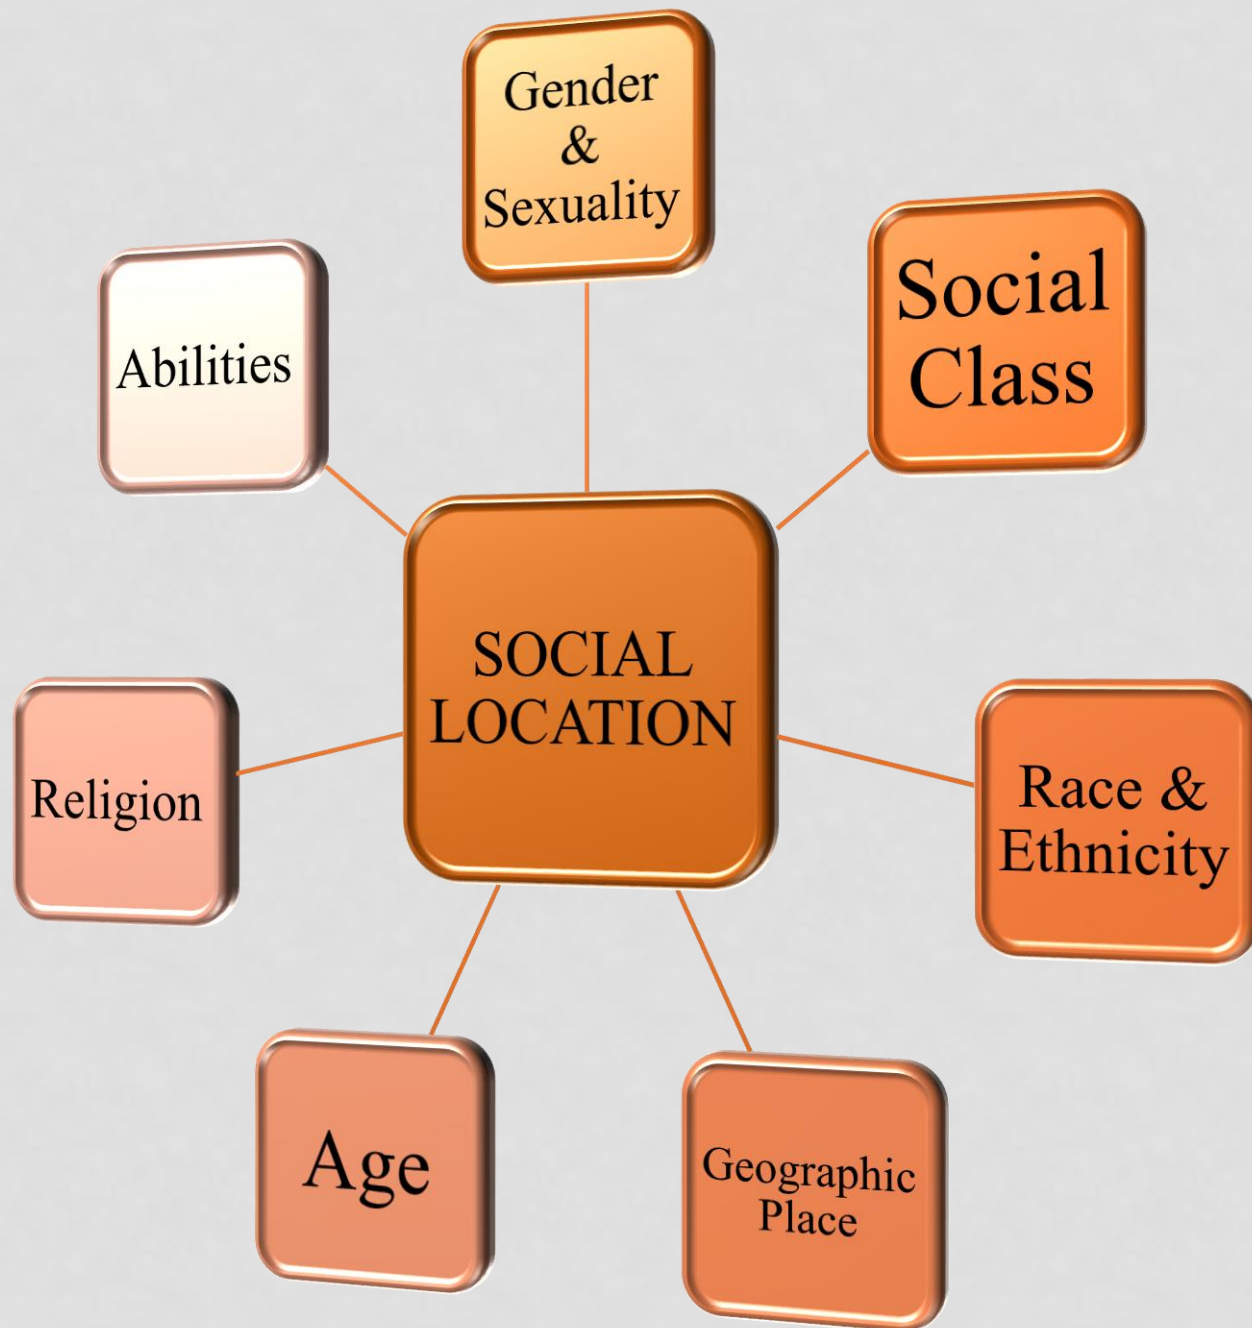 Gender
&
Sexuality
Social
Class
Abilities
SOCIAL
LOCATION
Race &
Ethnicity
Religion
Age
Geographic
Place